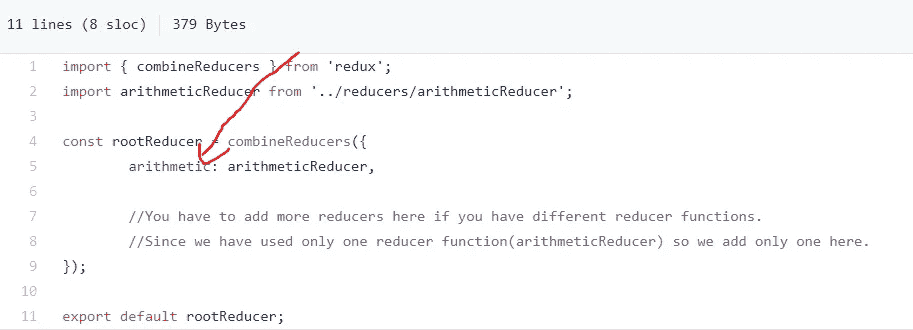 11 lines (8 sloc) 379 Bytes
1 import { combineReducers } from 'redux';
2 import arithmeticReducer from '../reducers/arithmeticReducer';
3
4 const rootReducer = combineReducers({
5 arithmetic: arithmeticReducer,
6
7 //You have to add more reducers here if you have different reducer functions.
8 //Since we have used only one reducer function(arithmeticReducer) so we add only one here.
9 });
10
11 export default rootReducer;